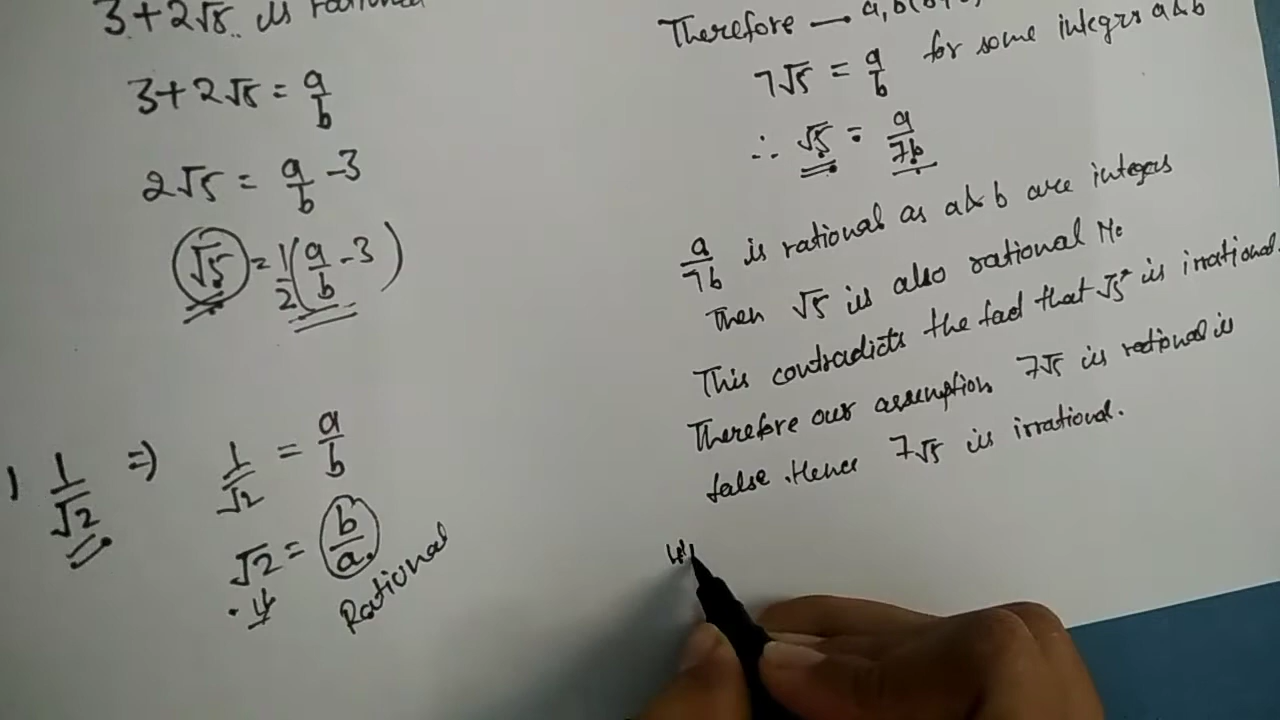 3+2√5 is rational
3+2√5 = a/b
2√5 = a/b -3
√5 = 1/2(a/b -3)
1 1/√2 ⇒ 1/√2 = a/b
√2 = b/a
Rational
Therefore — a, b
7√5 = a/b for some integrs a & b
∴ √5 = a/7b
a/7b is rational as a & b are integers
Then √5 is also rational
This contradicts the fact that √5 is irrational.
Therefore our assumption 7√5 is rational is
false. Hence 7√5 is irrational.